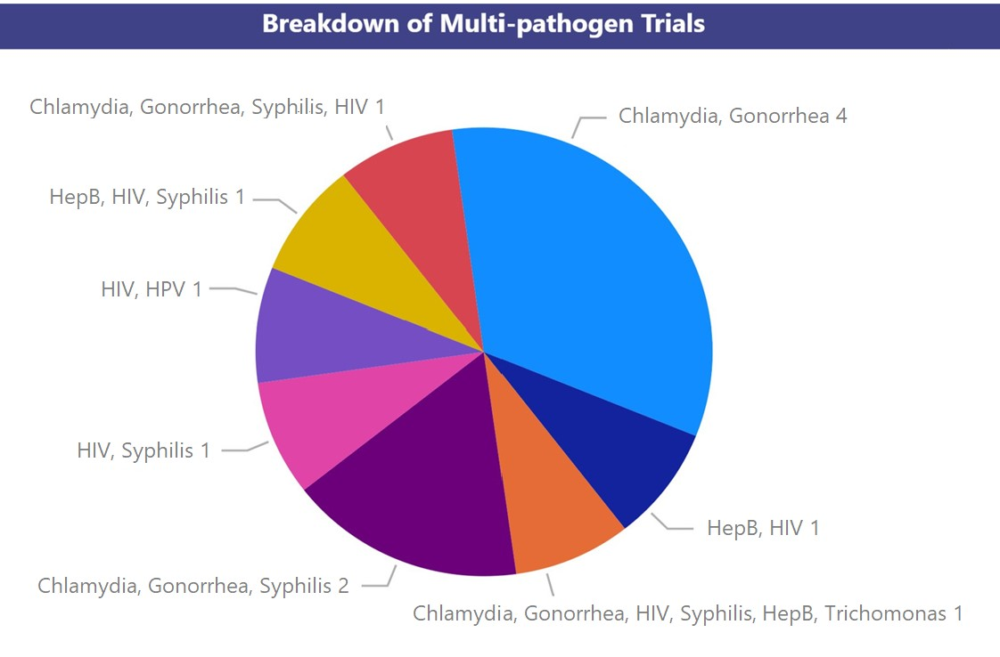 Breakdown of Multi-pathogen Trials
Chlamydia, Gonorrhea, Syphilis, HIV 1
Chlamydia, Gonorrhea 4
HepB, HIV, Syphilis 1
HIV, HPV 1
HIV, Syphilis 1
HepB, HIV 1
Chlamydia, Gonorrhea, Syphilis 2
Chlamydia, Gonorrhea, HIV, Syphilis, HepB, Trichomonas 1